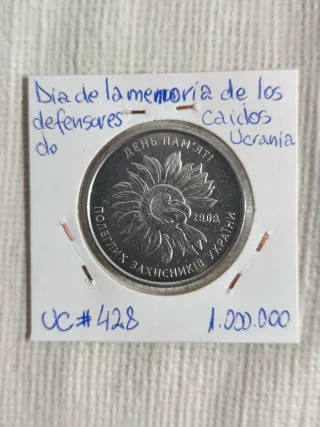 Dia de la memoria de los
defensores caidos
de Ucrania
ДЕНЬ ПАМ'ЯТІ
29.08
ПОЛЕГЛИХ ЗАХИСНИКІВ УКРАЇНИ
UC#428 1.000.000